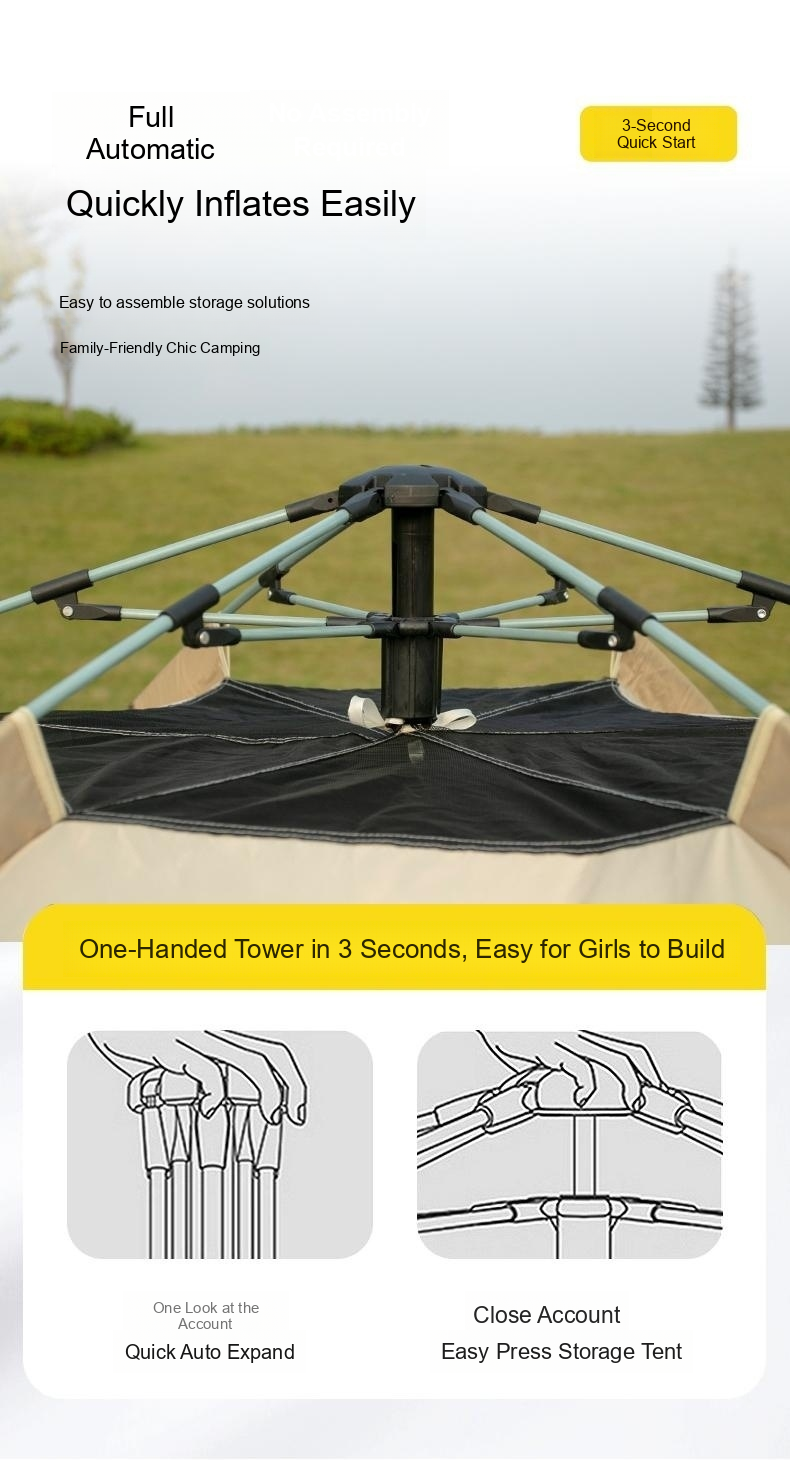 Full
Automatic
3-Second
Quick Start
Quickly Inflates Easily
Easy to assemble storage solutions
Family-Friendly Chic Camping
One-Handed Tower in 3 Seconds, Easy for Girls to Build
One Look at the
Account
Quick Auto Expand
Close Account
Easy Press Storage Tent